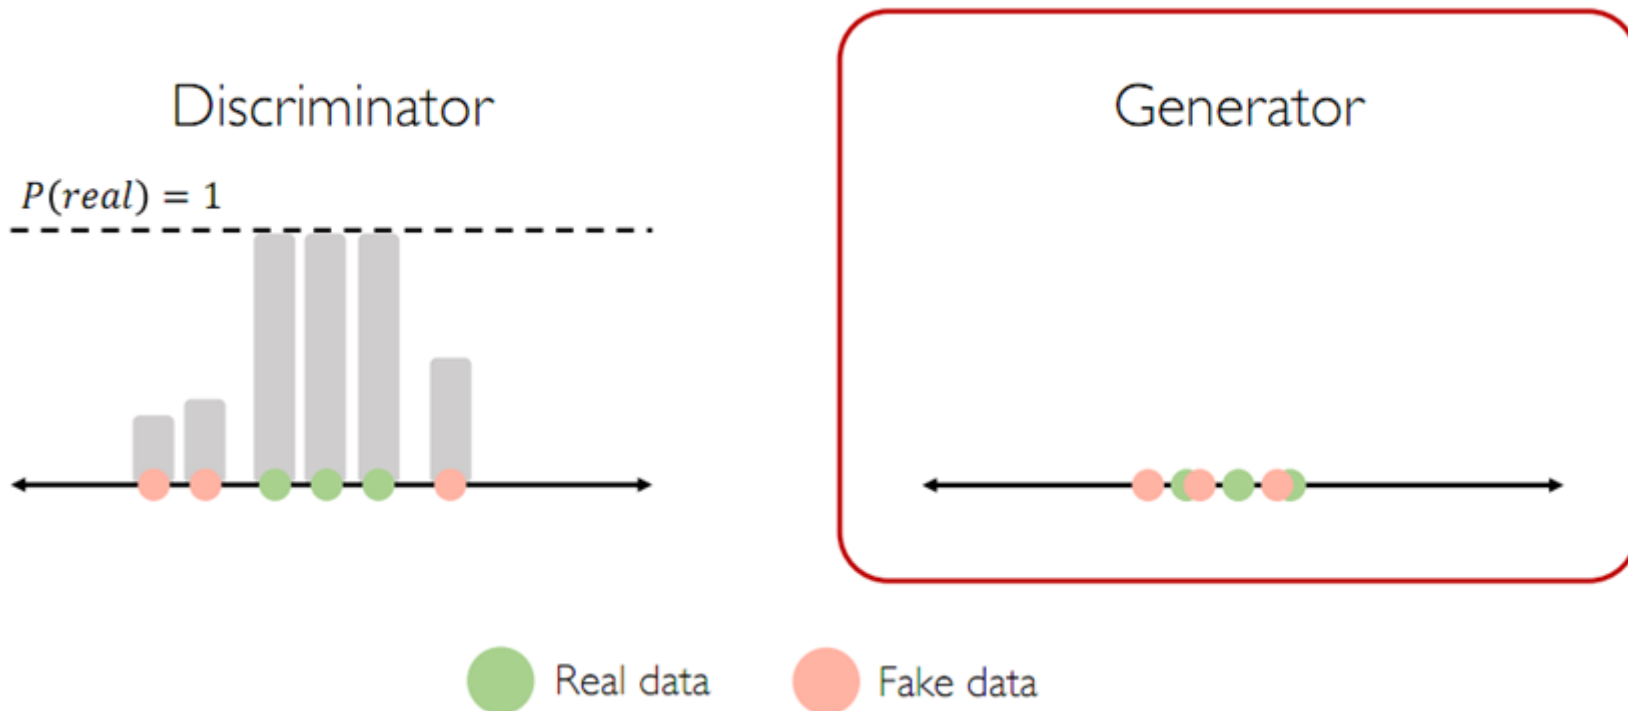 Discriminator
Generator
P(real) = 1
Real data
Fake data